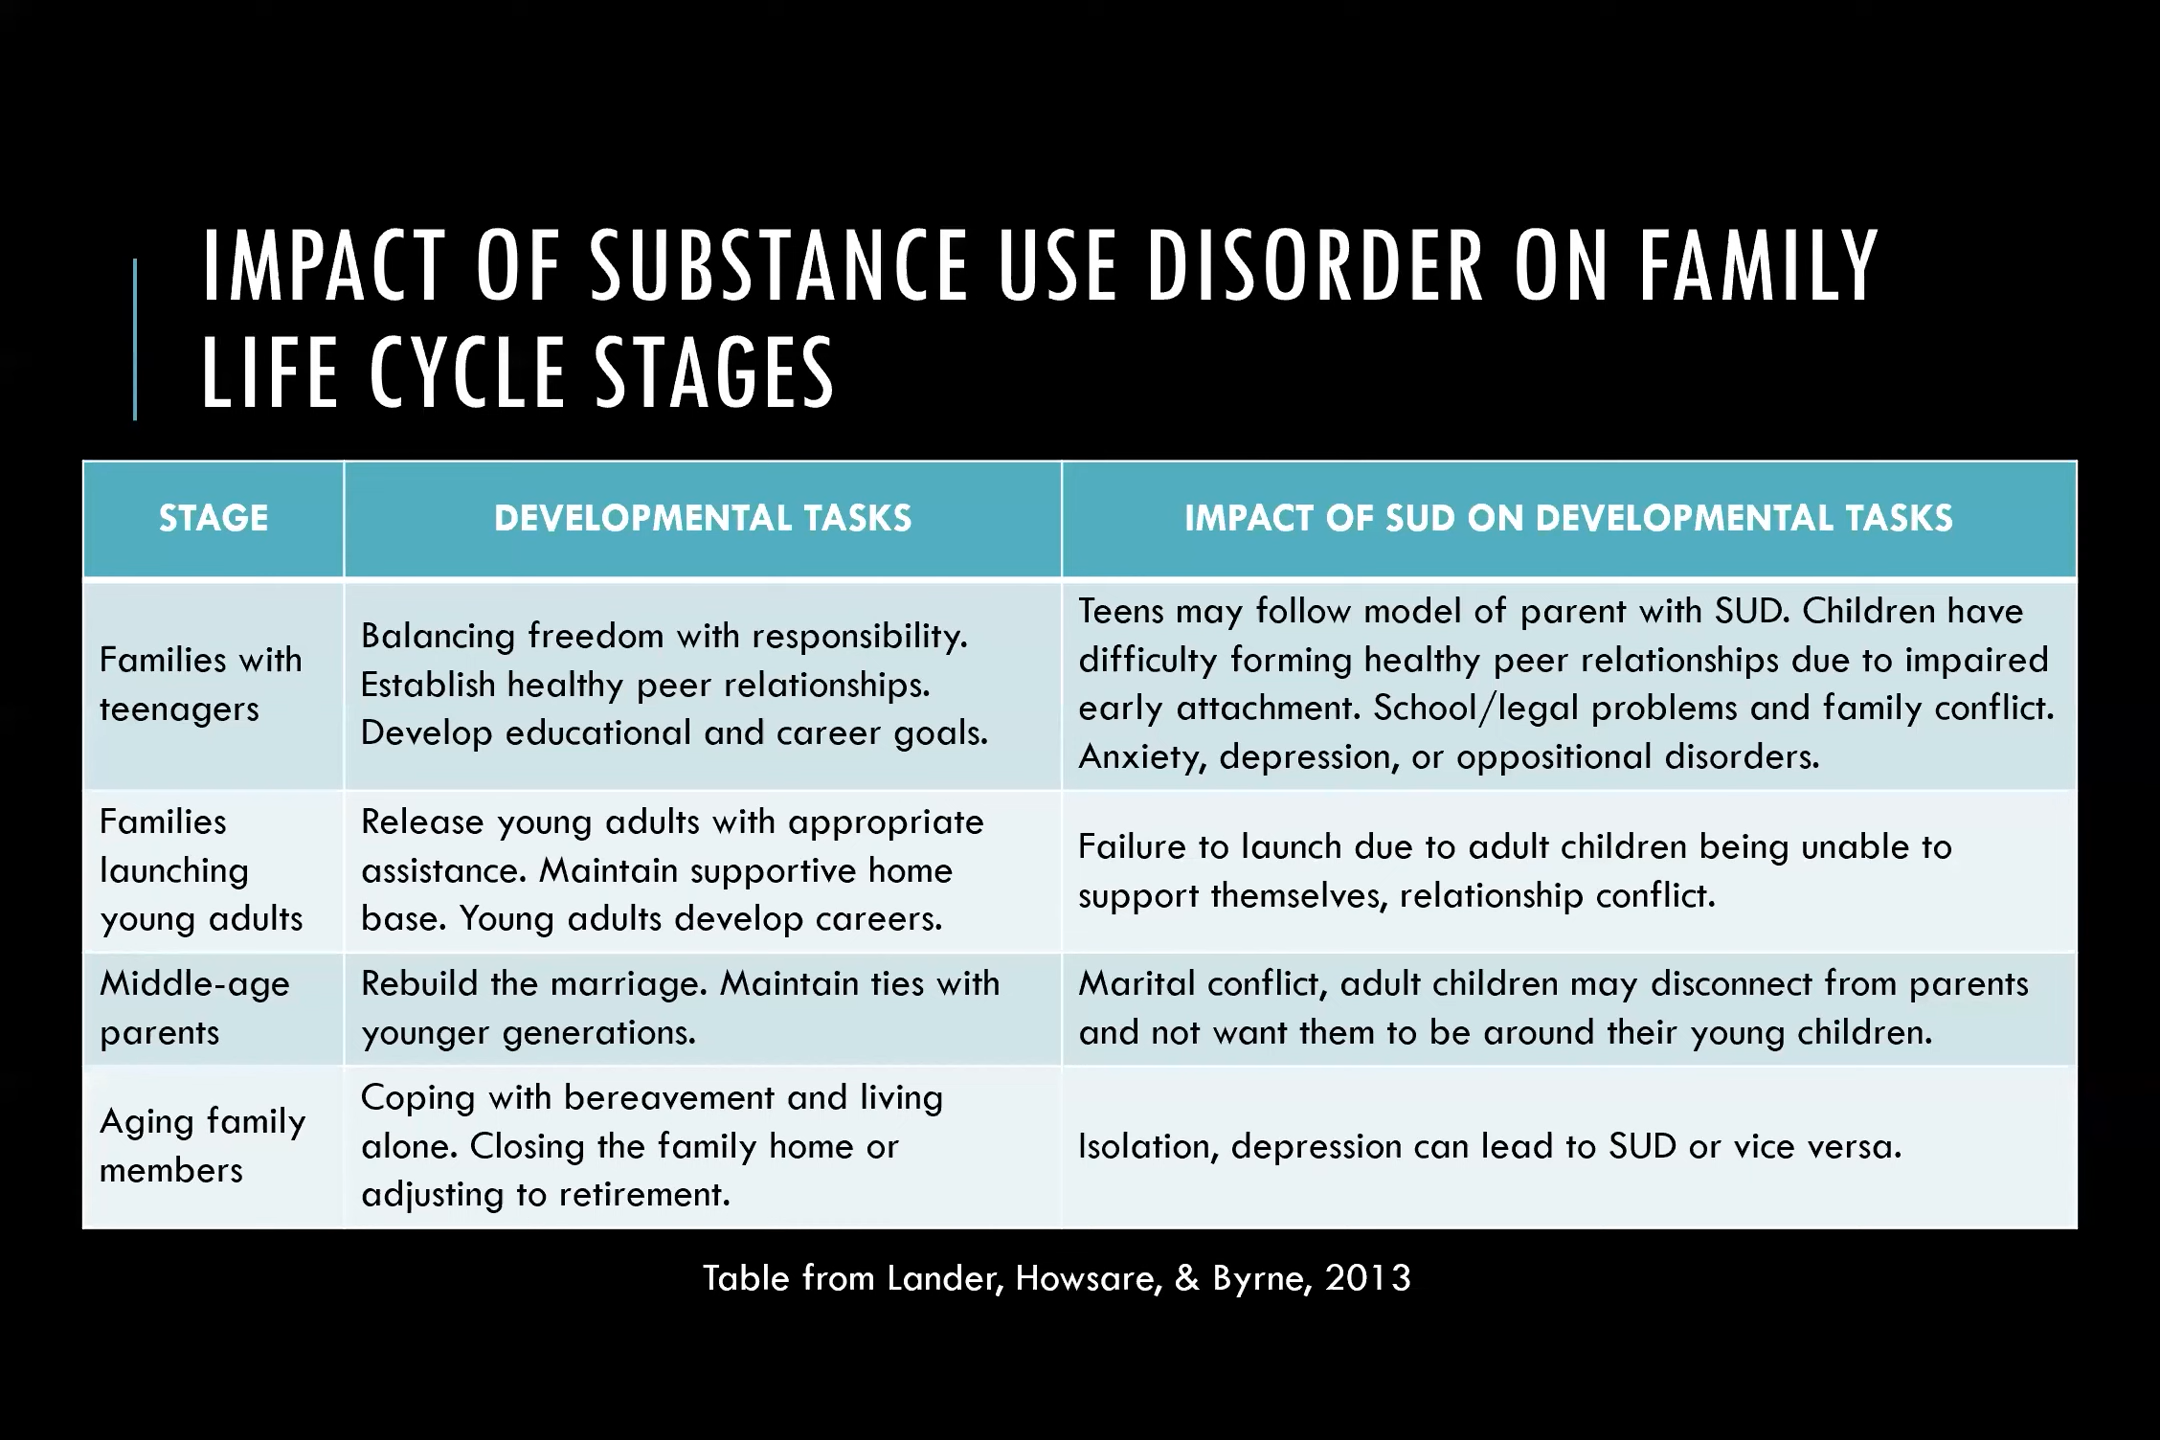 IMPACT OF SUBSTANCE USE DISORDER ON FAMILY
LIFE CYCLE STAGES
STAGE
DEVELOPMENTAL TASKS
IMPACT OF SUD ON DEVELOPMENTAL TASKS
Families with
teenagers
Balancing freedom with responsibility.
Establish healthy peer relationships.
Develop educational and career goals.
Teens may follow model of parent with SUD. Children have
difficulty forming healthy peer relationships due to impaired
early attachment. School/legal problems and family conflict.
Anxiety, depression, or oppositional disorders.
Families
launching
young adults
Release young adults with appropriate
assistance. Maintain supportive home
base. Young adults develop careers.
Failure to launch due to adult children being unable to
support themselves, relationship conflict.
Middle-age
parents
Rebuild the marriage. Maintain ties with
younger generations.
Marital conflict, adult children may disconnect from parents
and not want them to be around their young children.
Aging family
members
Coping with bereavement and living
alone. Closing the family home or
adjusting to retirement.
Isolation, depression can lead to SUD or vice versa.
Table from Lander, Howsare, & Byrne, 2013